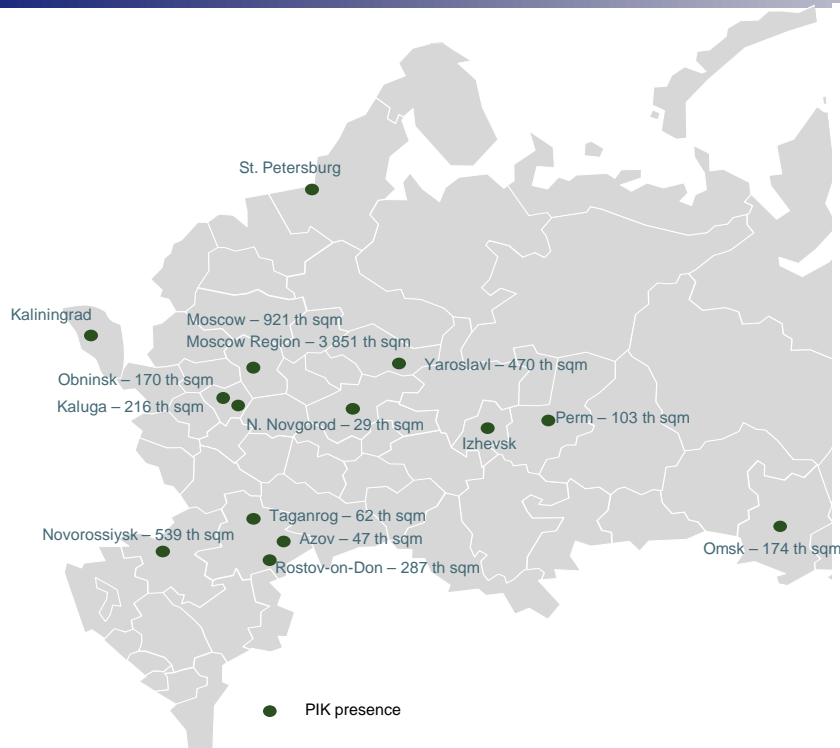 St. Petersburg
Kaliningrad
Moscow – 921 th sqm
Moscow Region – 3 851 th sqm
Yaroslavl – 470 th sqm
Obninsk – 170 th sqm
Kaluga – 216 th sqm
N. Novgorod – 29 th sqm
Perm – 103 th sqm
Izhevsk
Taganrog – 62 th sqm
Novorossiysk – 539 th sqm
Azov – 47 th sqm
Omsk – 174 th sqm
Rostov-on-Don – 287 th sqm
PIK presence